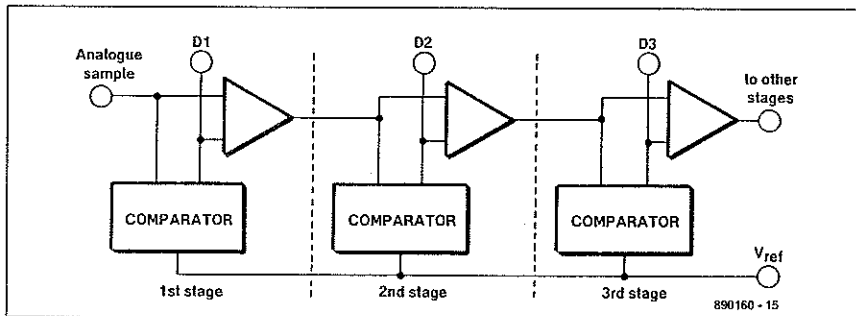 Analogue
sample
D1
D2
D3
to other
stages
COMPARATOR
COMPARATOR
COMPARATOR
Vref
1st stage
2nd stage
3rd stage
890160 - 15